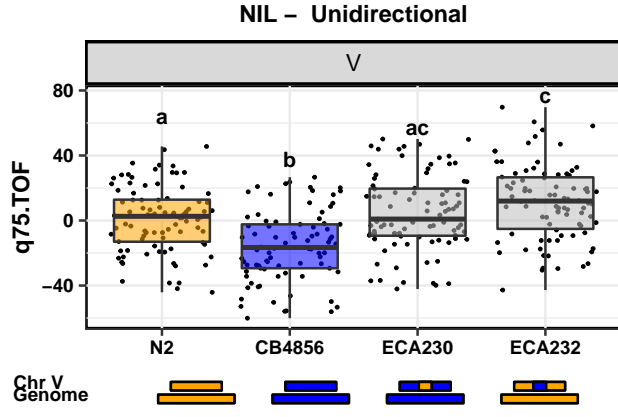 NIL – Unidirectional
V
80
40
0
−40
q75.TOF
a
b
ac
c
N2
CB4856
ECA230
ECA232
Chr V
Genome